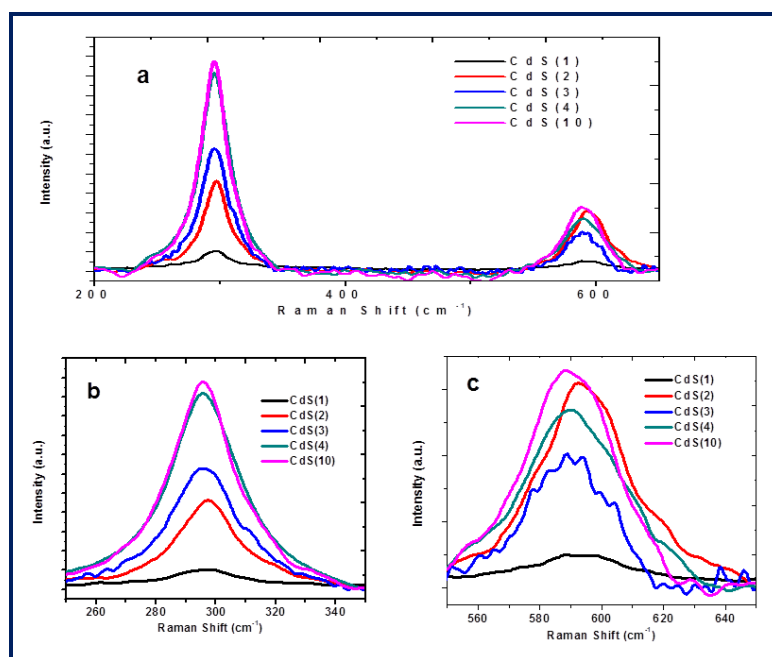 a
CdS(1)
CdS(2)
CdS(3)
CdS(4)
CdS(10)
Intensity (a.u.)
200 400 600
Raman Shift (cm⁻¹)
b
CdS(1)
CdS(2)
CdS(3)
CdS(4)
CdS(10)
Intensity (a.u.)
260 280 300 320 340
Raman Shift (cm⁻¹)
c
CdS(1)
CdS(2)
CdS(3)
CdS(4)
CdS(10)
Intensity (a.u.)
560 580 600 620 640
Raman Shift (cm⁻¹)